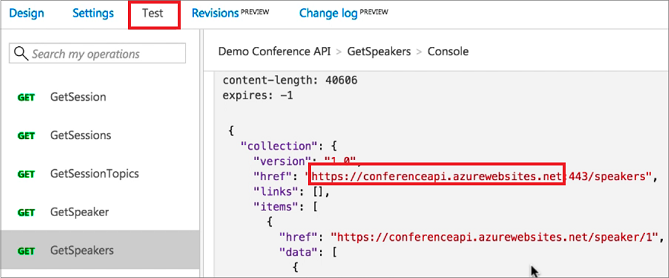 Design Settings Test Revisions PREVIEW Change log PREVIEW
Search my operations
GET GetSession
GET GetSessions
GET GetSessionTopics
GET GetSpeaker
GET GetSpeakers
Demo Conference API > GetSpeakers > Console
content-length: 40606
expires: -1
{
"collection": {
"version": "1.0",
"href": "https://conferenceapi.azurewebsites.net:443/speakers",
"links": [],
"items": [
{
"href": "https://conferenceapi.azurewebsites.net/speaker/1",
"data": [
{